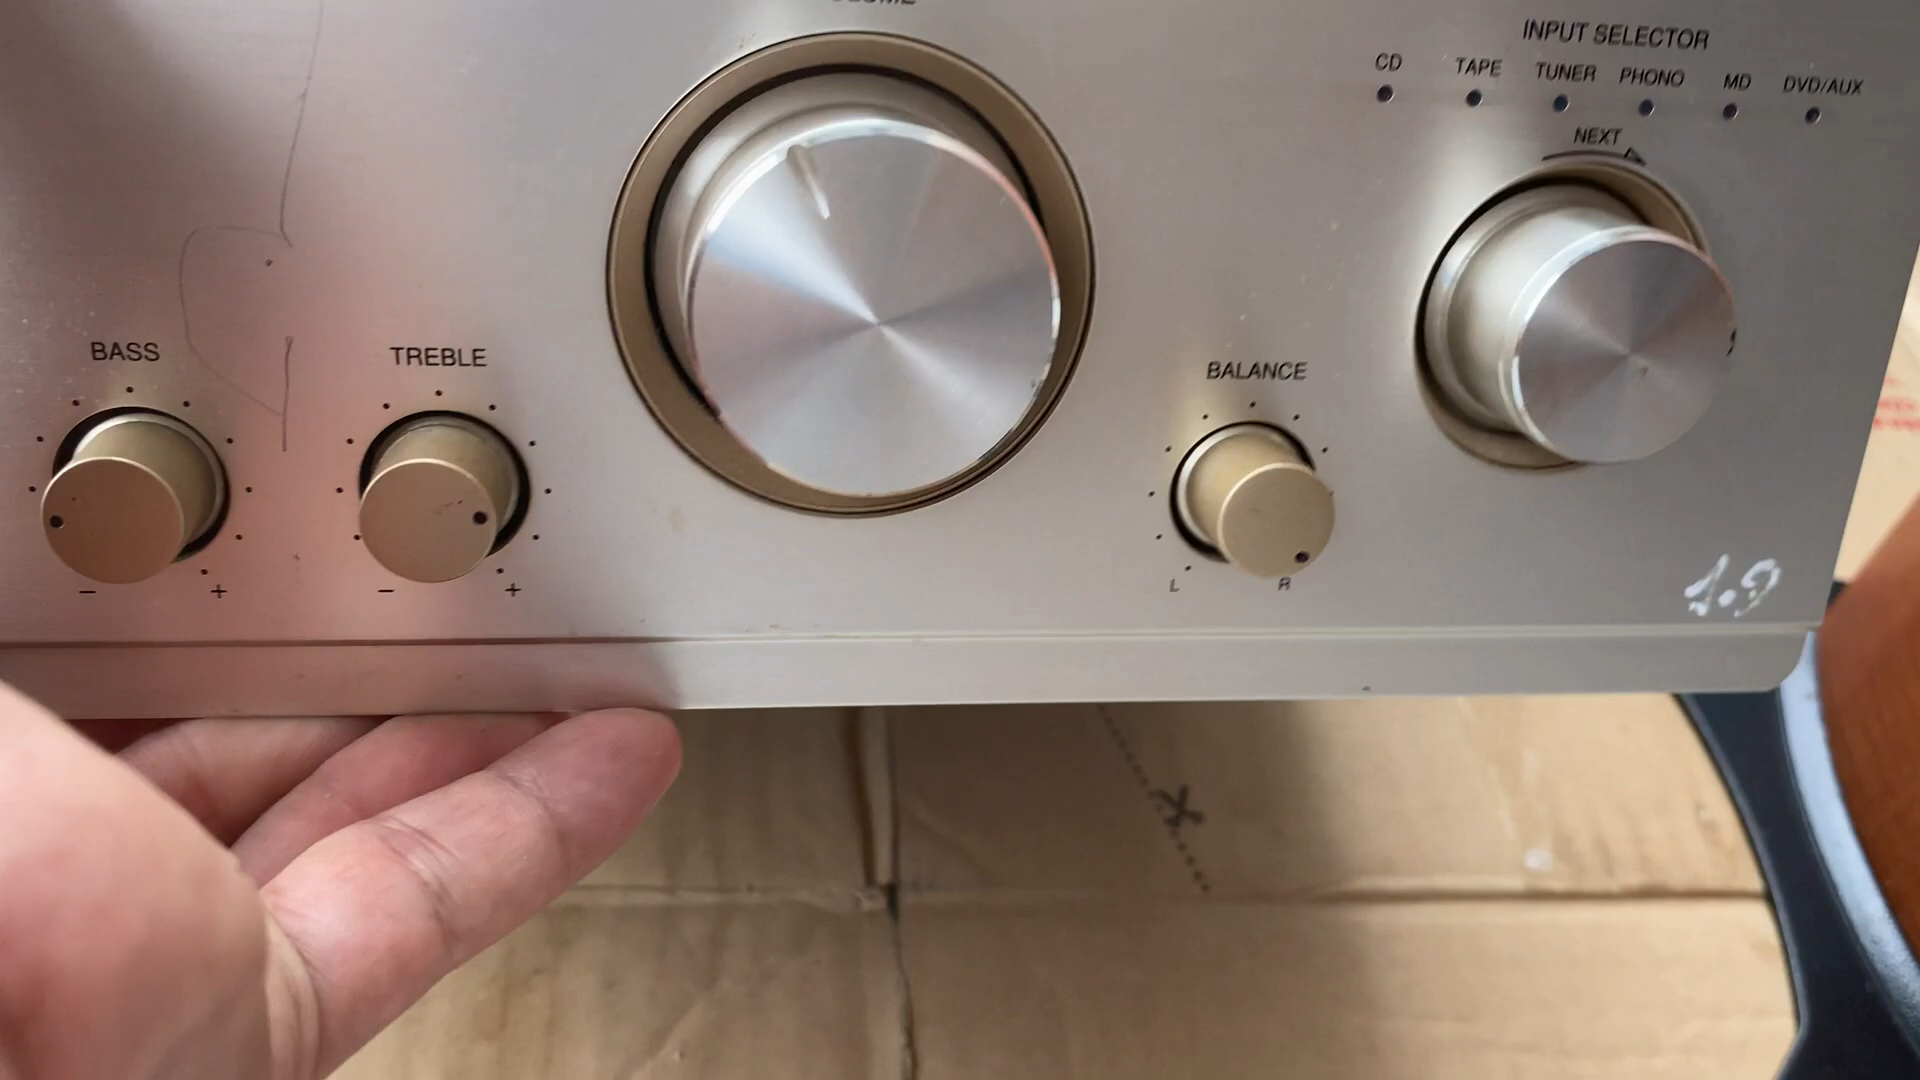 INPUT SELECTOR
CD TAPE TUNER PHONO MD DVD/AUX
NEXT
BASS TREBLE BALANCE
- + - + L R